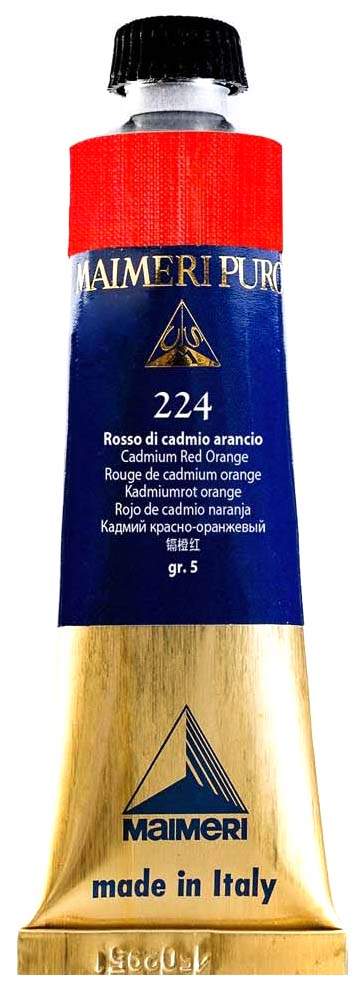 MAIMERI PURO
224
Rosso di cadmio arancio
Cadmium Red Orange
Rouge de cadmium orange
Kadmiumrot orange
Rojo de cadmio naranja
Кадмий красно-оранжевый
镉橙红
gr. 5
MAIMERI
made in Italy